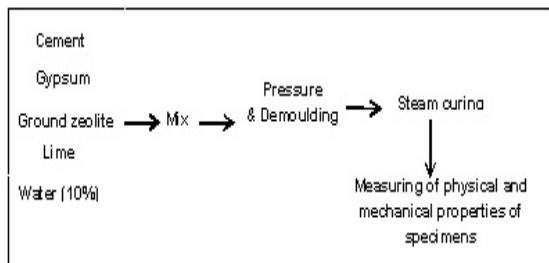 Cement
Gypsum
Ground zeolite
Lime
Water (10%)
Mix
Pressure
& Demoulding
Steam curing
Measuring of physical and
mechanical properties of
specimens